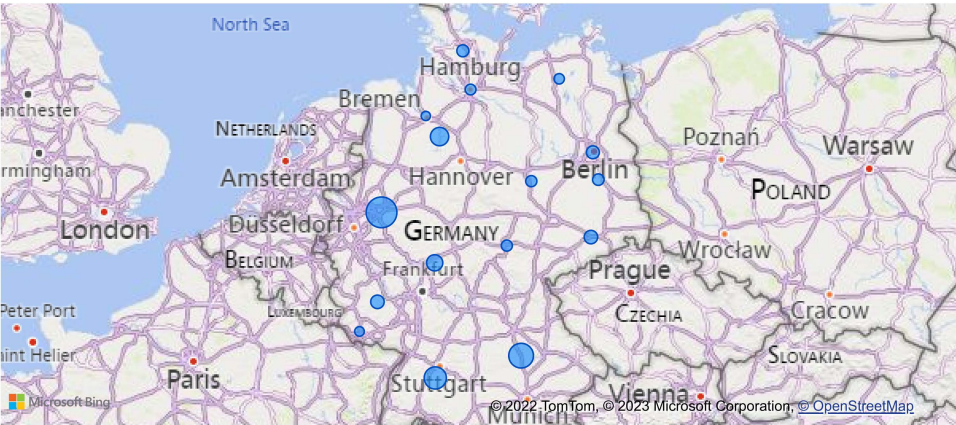 North Sea
Hamburg
anchester
Bremen
NETHERLANDS
Poznań
Warsaw
rmingham
Amsterdam
Hannover
Berlin
POLAND
London
Düsseldorf
GERMANY
Wrocław
BELGIUM
Frankfurt
Prague
Peter Port
LUXEMBOURG
CZECHIA
Cracow
aint Helier
SLOVAKIA
Paris
Stuttgart
Vienna
Microsoft Bing
Munich
© 2022 TomTom, © 2023 Microsoft Corporation, © OpenStreetMap